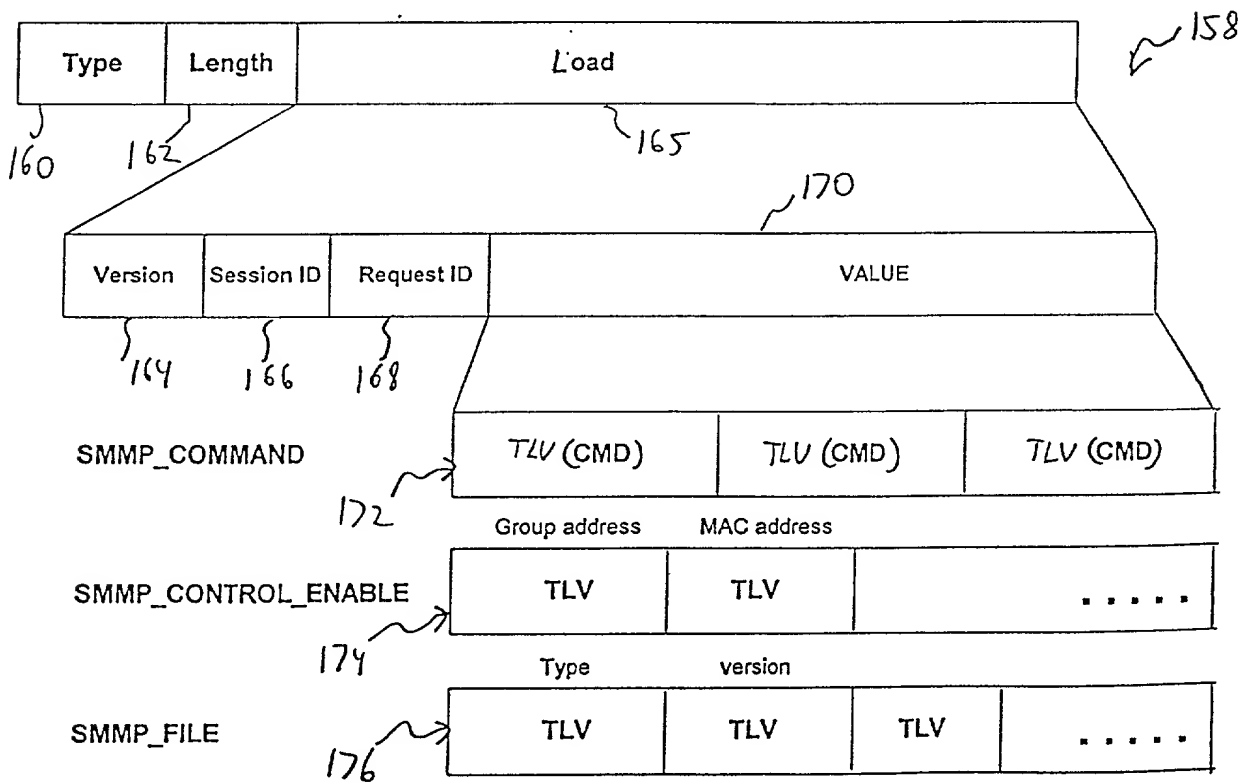 Type Length Load 158
160 162 165
170
Version Session ID Request ID VALUE
164 166 168
SMMP_COMMAND TLV (CMD) TLV (CMD) TLV (CMD)
172
Group address MAC address
SMMP_CONTROL_ENABLE TLV TLV .....
174
Type version
SMMP_FILE TLV TLV TLV .....
176